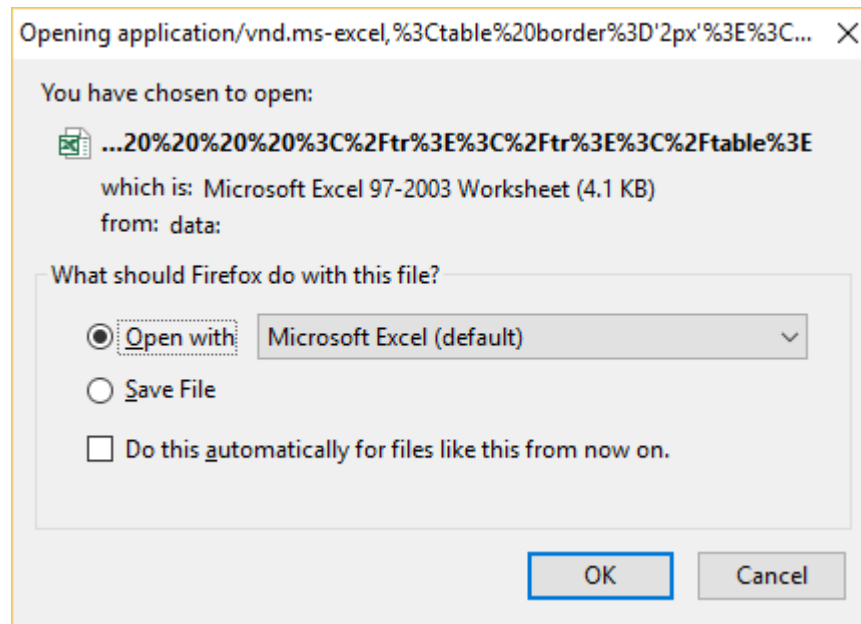 Opening application/vnd.ms-excel,%3Ctable%20border%3D'2px'%3E%3C...
You have chosen to open:
...20%20%20%20%3C%2Ftr%3E%3C%2Ftr%3E%3C%2Ftable%3E
which is: Microsoft Excel 97-2003 Worksheet (4.1 KB)
from: data:
What should Firefox do with this file?
Open with Microsoft Excel (default)
Save File
Do this automatically for files like this from now on.
OK Cancel